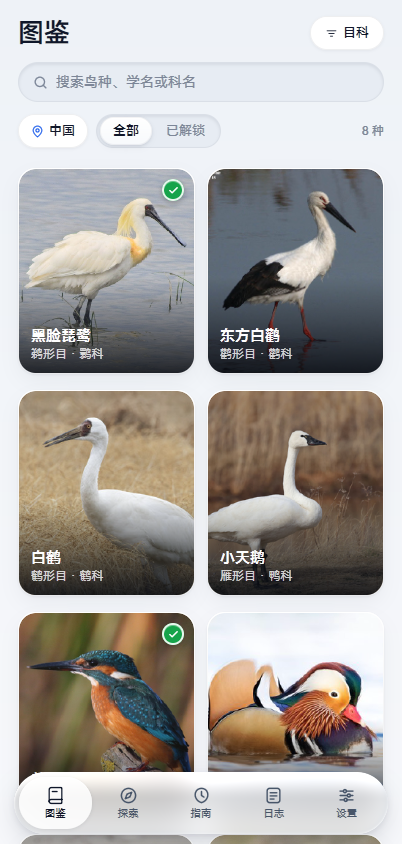 图鉴
目科
搜索鸟种、学名或科名
中国
全部
已解锁
8 种
黑脸琵鹭
鹈形目 · 鹮科
东方白鹳
鹳形目 · 鹳科
白鹤
鹤形目 · 鹤科
小天鹅
雁形目 · 鸭科
图鉴
探索
指南
日志
设置